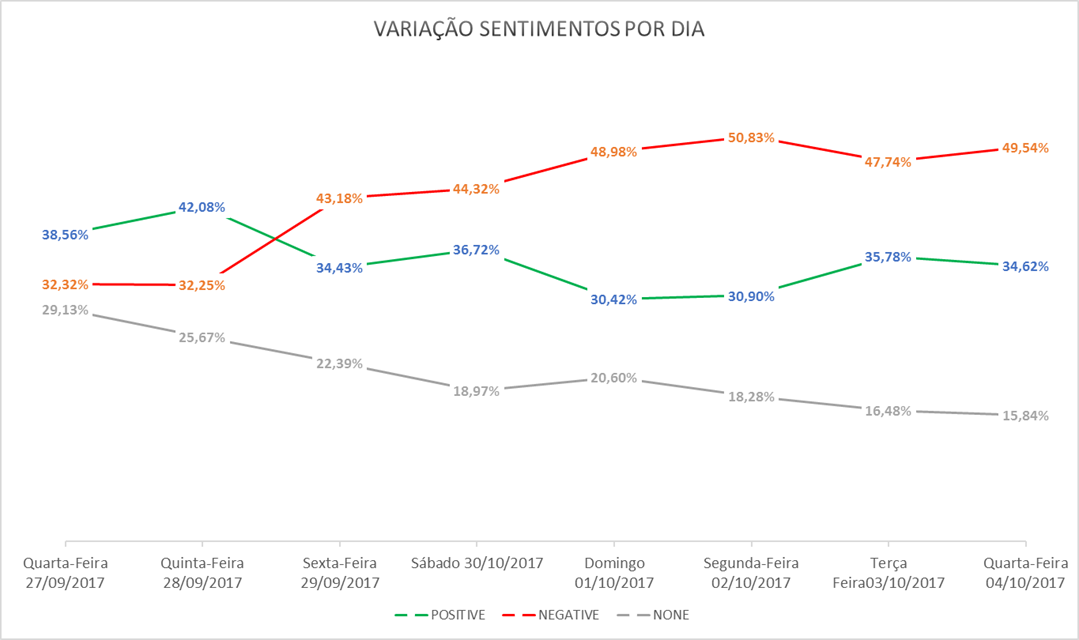 VARIAÇÃO SENTIMENTOS POR DIA
50,83%
48,98%
49,54%
47,74%
44,32%
43,18%
42,08%
38,56%
36,72%
35,78%
34,43%
34,62%
32,32%
32,25%
30,42%
30,90%
29,13%
25,67%
22,39%
20,60%
18,97%
18,28%
16,48%
15,84%
Quarta-Feira
27/09/2017
Quinta-Feira
28/09/2017
Sexta-Feira
29/09/2017
Sábado 30/10/2017
Domingo
01/10/2017
Segunda-Feira
02/10/2017
Terça
Feira03/10/2017
Quarta-Feira
04/10/2017
POSITIVE NEGATIVE NONE